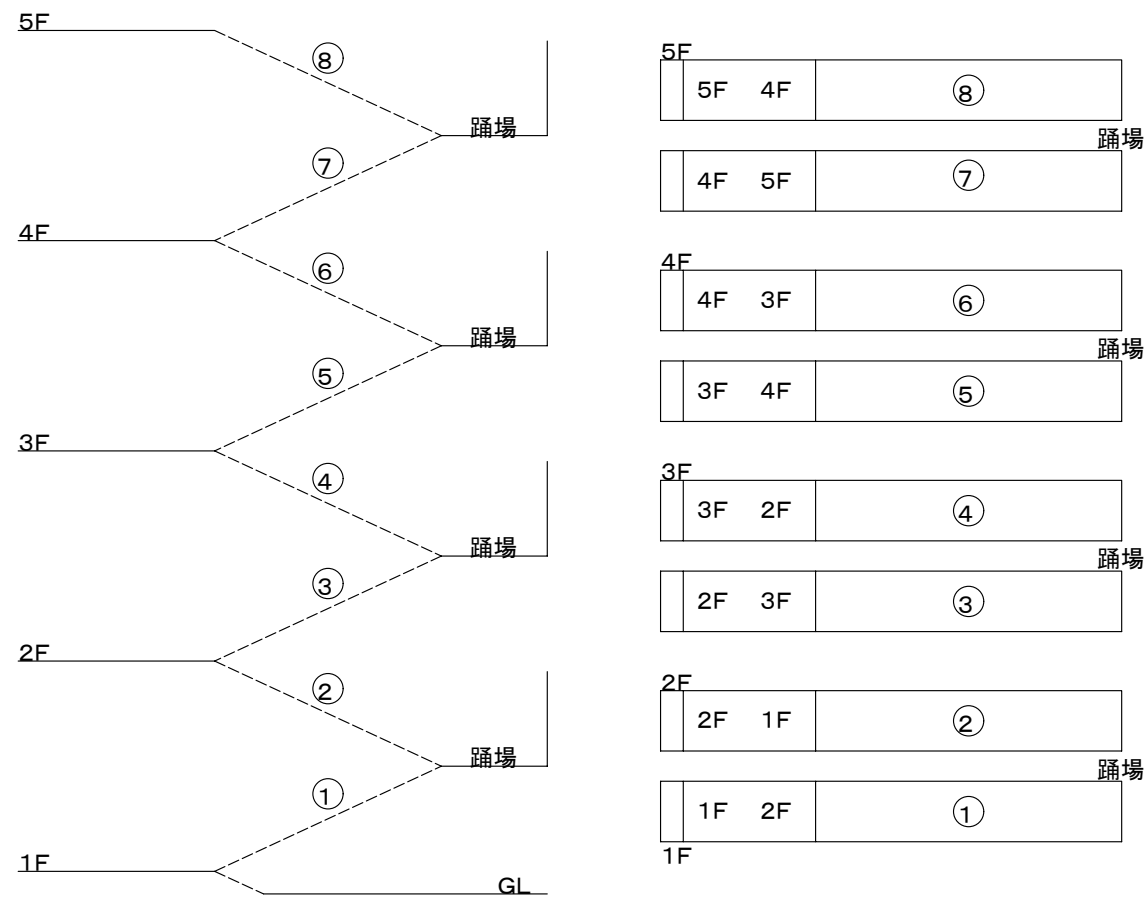 5F
⑧
踊場
⑦
4F
⑥
踊場
⑤
3F
④
踊場
③
2F
②
踊場
①
1F
GL
5F
5F 4F ⑧
踊場
4F 5F ⑦
4F
4F 3F ⑥
踊場
3F 4F ⑤
3F
3F 2F ④
踊場
2F 3F ③
2F
2F 1F ②
踊場
1F 2F ①
1F